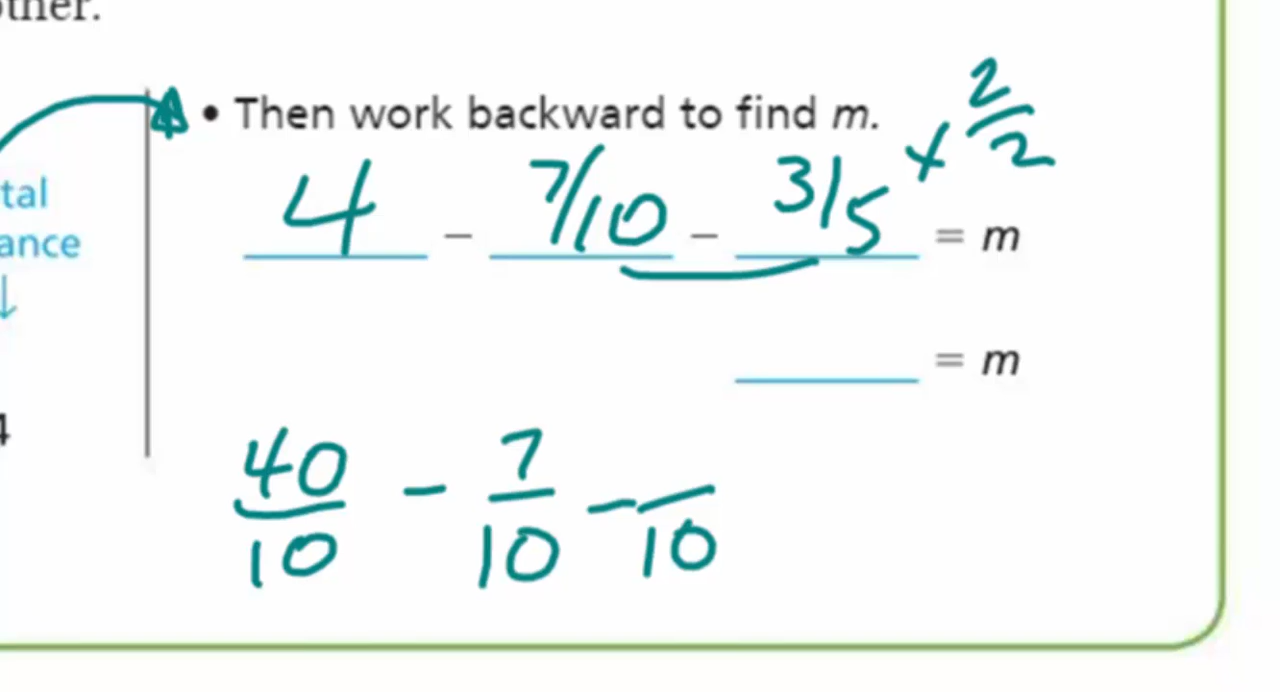 other.
• Then work backward to find m.
× 2/2
4 – 7/10 – 3/5 = m
tal
ance
↓
= m
4
40/10 – 7/10 – /10